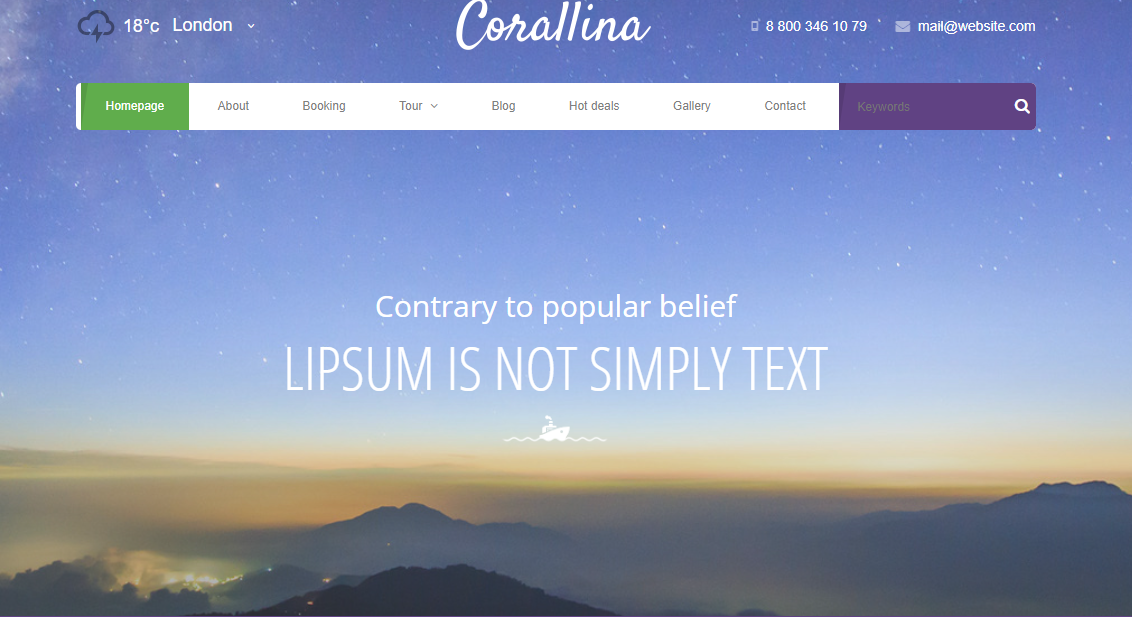 18°c London
Corallina
8 800 346 10 79
mail@website.com
Homepage About Booking Tour Blog Hot deals Gallery Contact Keywords
Contrary to popular belief
LIPSUM IS NOT SIMPLY TEXT